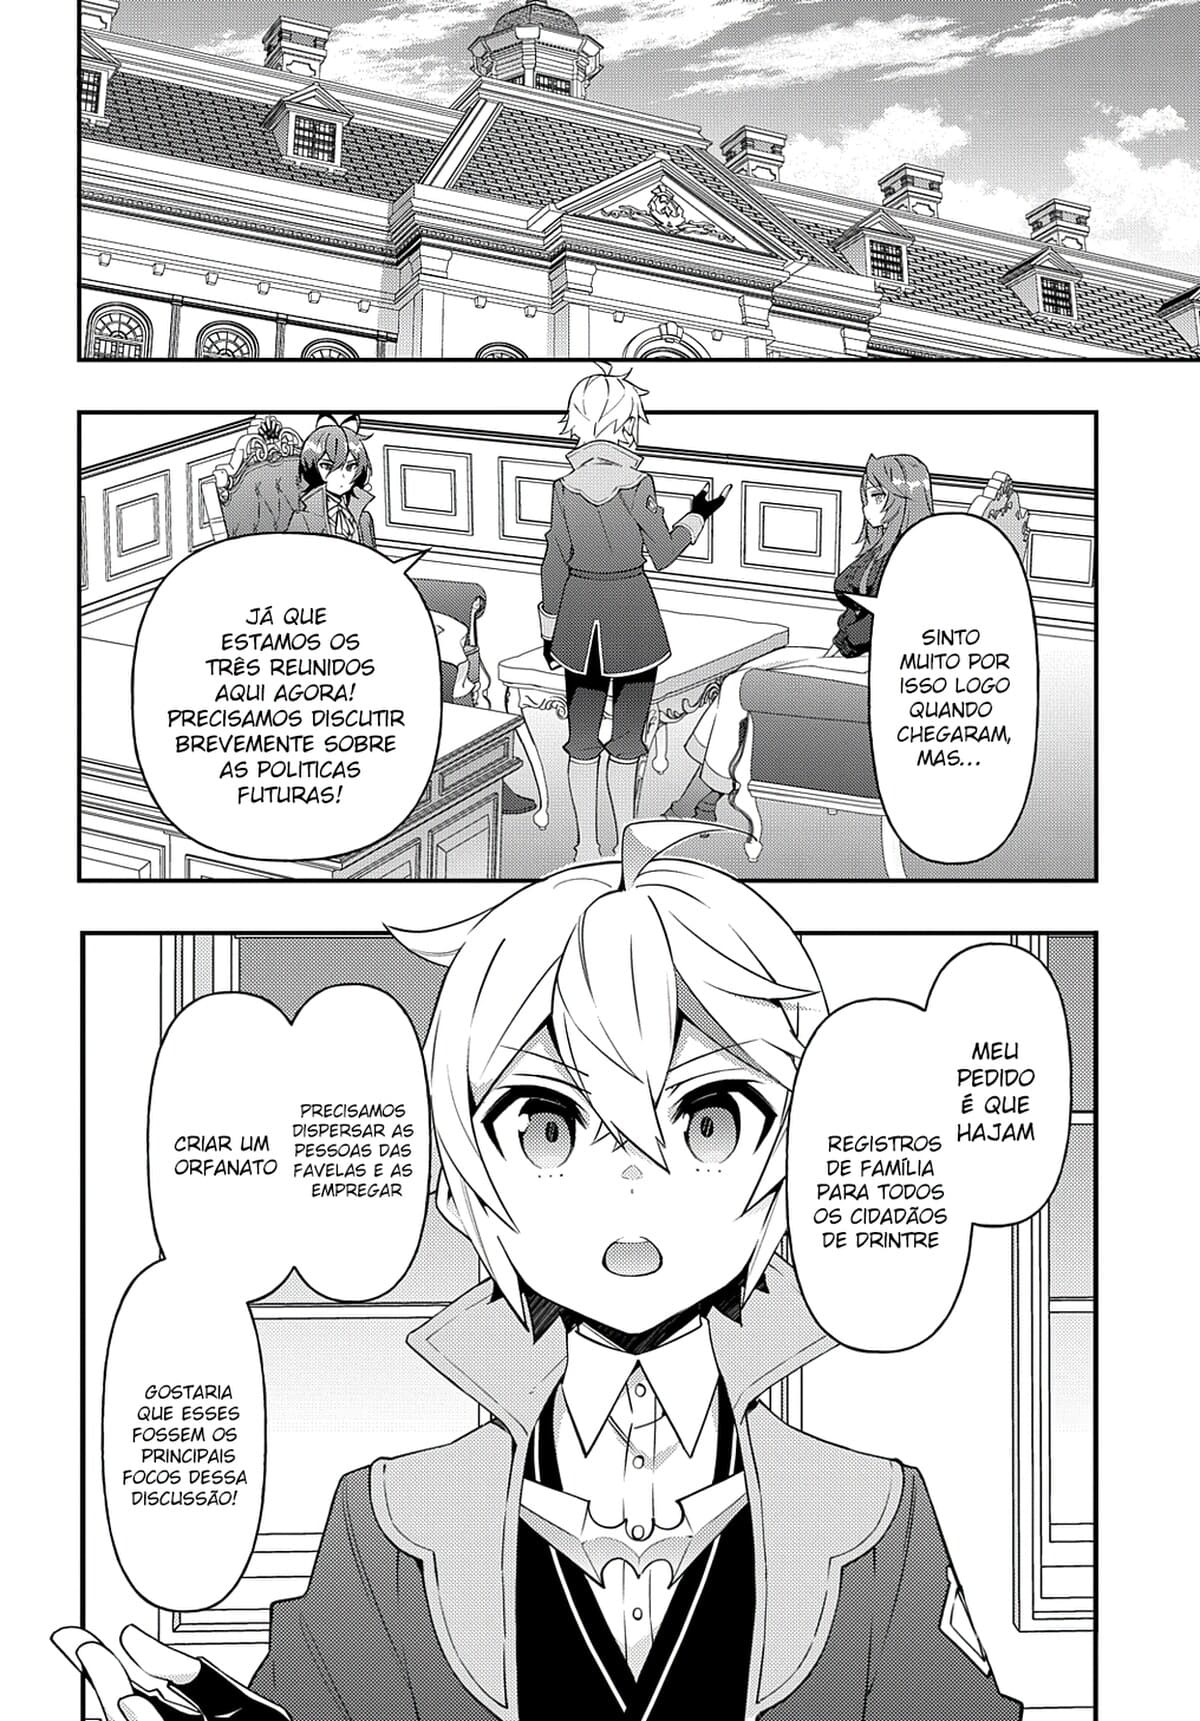 SINTO
MUITO POR
ISSO LOGO
QUANDO
CHEGARAM,
MAS...
JÁ QUE
ESTAMOS OS
TRÊS REUNIDOS
AQUI AGORA!
PRECISAMOS DISCUTIR
BREVEMENTE SOBRE
AS POLITICAS
FUTURAS!
MEU
PEDIDO
É QUE
HAJAM
REGISTROS
DE FAMÍLIA
PARA TODOS
OS CIDADÃOS
DE DRINTRE
PRECISAMOS
DISPERSAR AS
PESSOAS DAS
FAVELAS E AS
EMPREGAR
CRIAR UM
ORFANATO
GOSTARIA
QUE ESSES
FOSSEM OS
PRINCIPAIS
FOCOS DESSA
DISCUSSÃO!